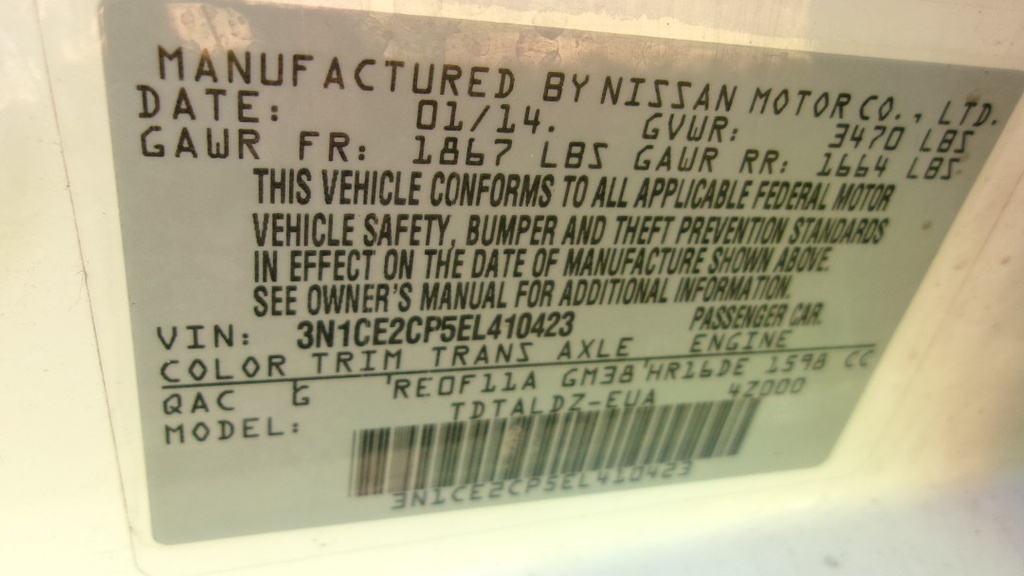 MANUFACTURED BY NISSAN MOTOR CO., LTD.
DATE: 01/14. GVWR: 3470 LBS
GAWR FR: 1867 LBS GAWR RR: 1664 LBS
THIS VEHICLE CONFORMS TO ALL APPLICABLE FEDERAL MOTOR
VEHICLE SAFETY, BUMPER AND THEFT PREVENTION STANDARDS
IN EFFECT ON THE DATE OF MANUFACTURE SHOWN ABOVE.
SEE OWNER'S MANUAL FOR ADDITIONAL INFORMATION.
VIN: 3N1CE2CP5EL410423 PASSENGER CAR.
COLOR TRIM TRANS AXLE ENGINE
QAC G 'RE0F11A GM38'HR16DE 1598 CC
MODEL: TDTALDZ-EUA 4Z000
3N1CE2CP5EL410423